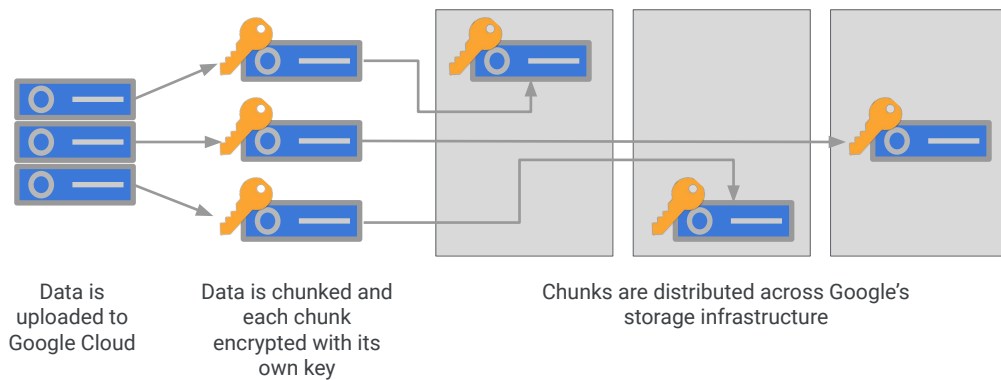 Data is
uploaded to
Google Cloud
Data is chunked and
each chunk
encrypted with its
own key
Chunks are distributed across Google’s
storage infrastructure